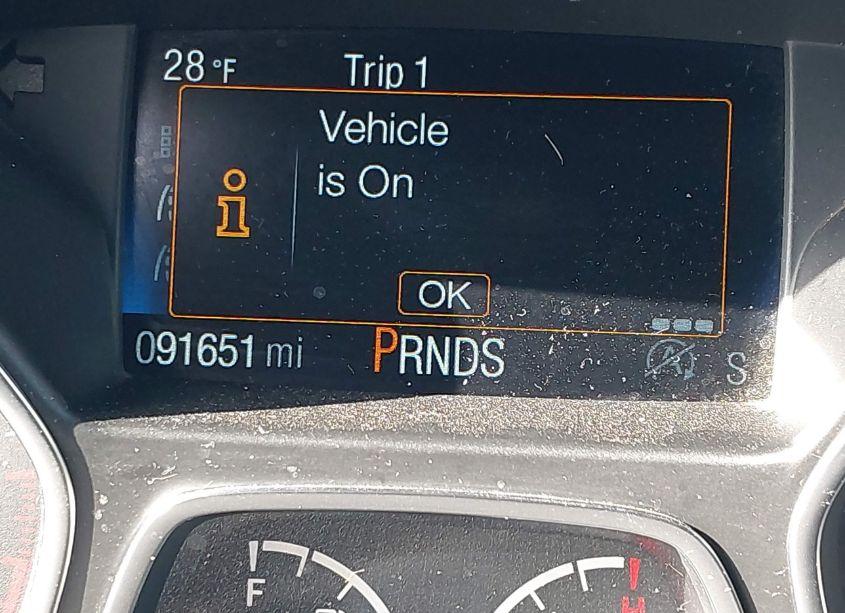 28 °F Trip 1
Vehicle
is On
OK
091651 mi PRNDS
A S
F H